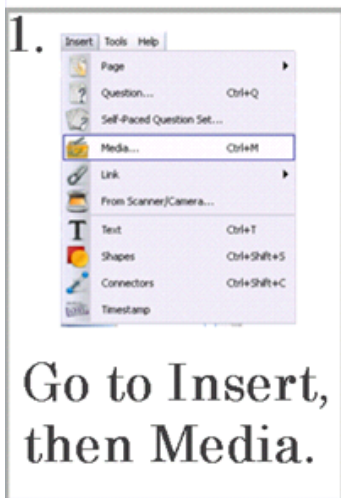 1.
Insert Tools Help
Page
Question... Ctrl+Q
Self-Paced Question Set...
Media... Ctrl+M
Link
From Scanner/Camera...
Text Ctrl+T
Shapes Ctrl+Shift+S
Connectors Ctrl+Shift+C
Timestamp
Go to Insert,
then Media.